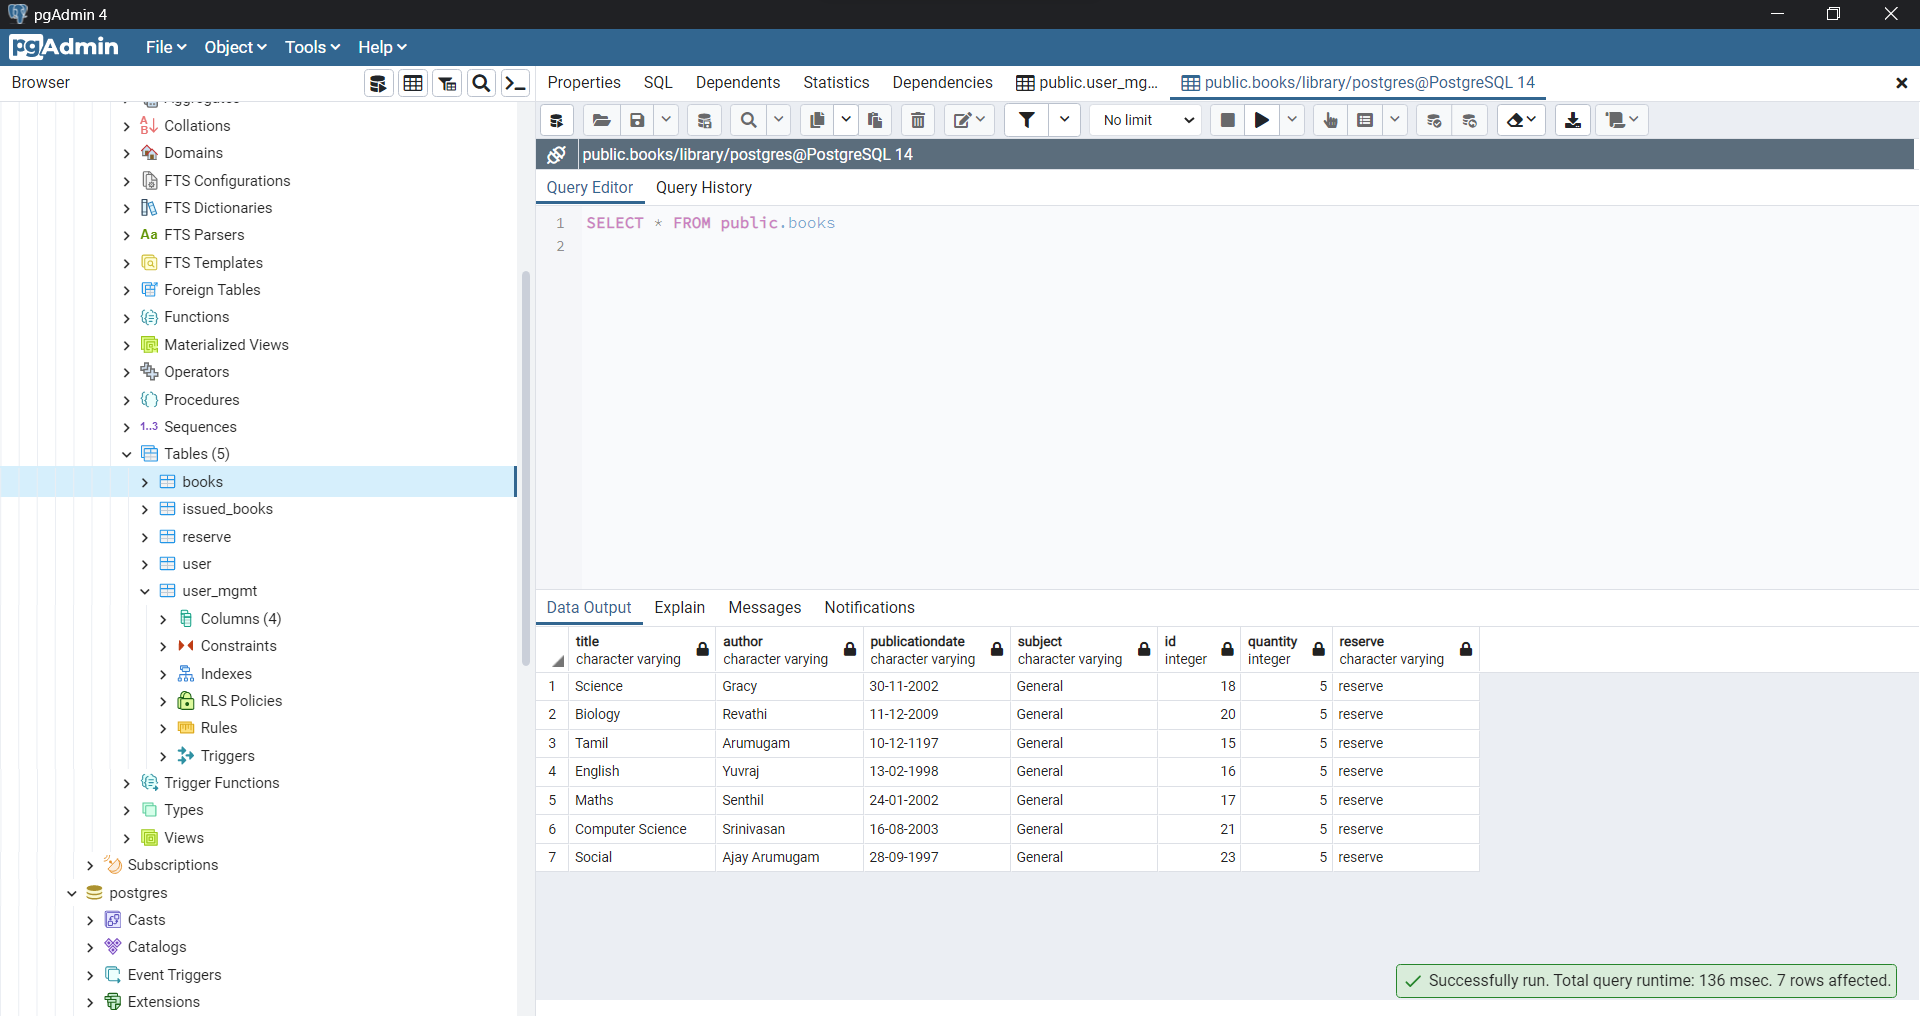 pgAdmin 4
pgAdmin File Object Tools Help
Browser
Properties SQL Dependents Statistics Dependencies public.user_mg... public.books/library/postgres@PostgreSQL 14
No limit
public.books/library/postgres@PostgreSQL 14
Query Editor Query History
1 SELECT * FROM public.books
2
Aggregates
Collations
Domains
FTS Configurations
FTS Dictionaries
Aa FTS Parsers
FTS Templates
Foreign Tables
Functions
Materialized Views
Operators
Procedures
1..3 Sequences
Tables (5)
books
issued_books
reserve
user
user_mgmt
Columns (4)
Constraints
Indexes
RLS Policies
Rules
Triggers
Trigger Functions
Types
Views
Subscriptions
postgres
Casts
Catalogs
Event Triggers
Extensions
Data Output Explain Messages Notifications
title author publicationdate subject id quantity reserve
character varying character varying character varying character varying integer integer character varying
1 Science Gracy 30-11-2002 General 18 5 reserve
2 Biology Revathi 11-12-2009 General 20 5 reserve
3 Tamil Arumugam 10-12-1197 General 15 5 reserve
4 English Yuvraj 13-02-1998 General 16 5 reserve
5 Maths Senthil 24-01-2002 General 17 5 reserve
6 Computer Science Srinivasan 16-08-2003 General 21 5 reserve
7 Social Ajay Arumugam 28-09-1997 General 23 5 reserve
Successfully run. Total query runtime: 136 msec. 7 rows affected.